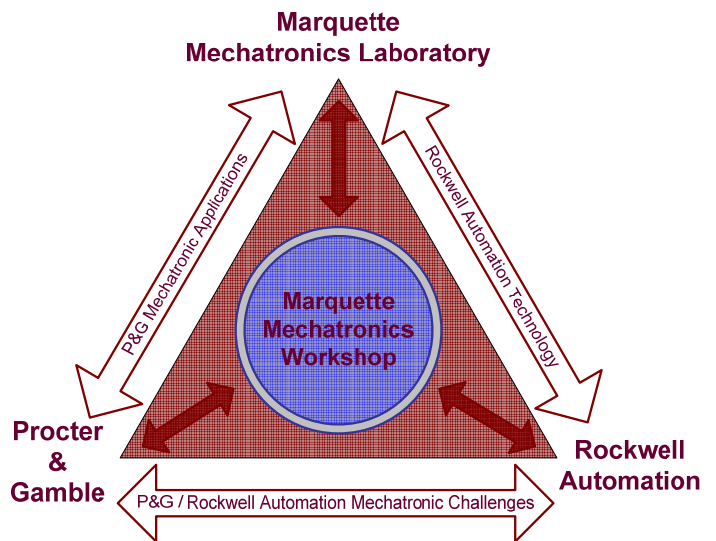 Marquette
Mechatronics Laboratory
P&G Mechatronic Applications
Rockwell Automation Technology
Marquette
Mechatronics
Workshop
Procter
&
Gamble
Rockwell
Automation
P&G / Rockwell Automation Mechatronic Challenges